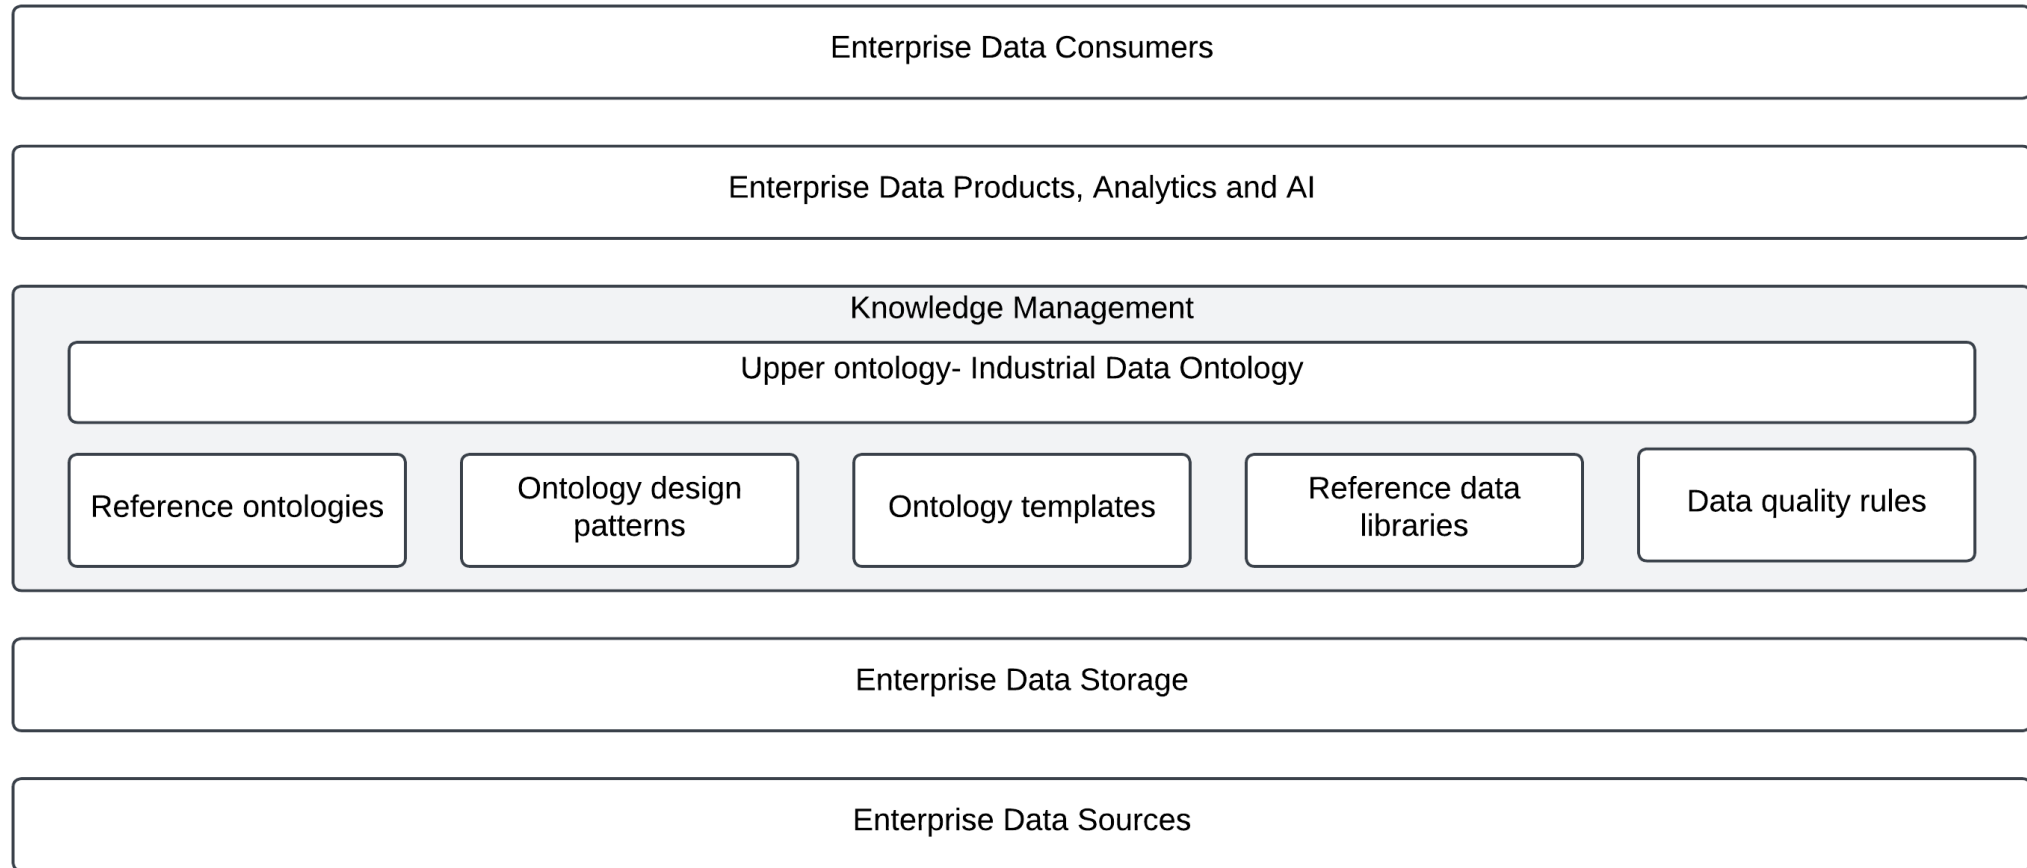 Enterprise Data Consumers
Enterprise Data Products, Analytics and AI
Knowledge Management
Upper ontology- Industrial Data Ontology
Reference ontologies
Ontology design
patterns
Ontology templates
Reference data
libraries
Data quality rules
Enterprise Data Storage
Enterprise Data Sources